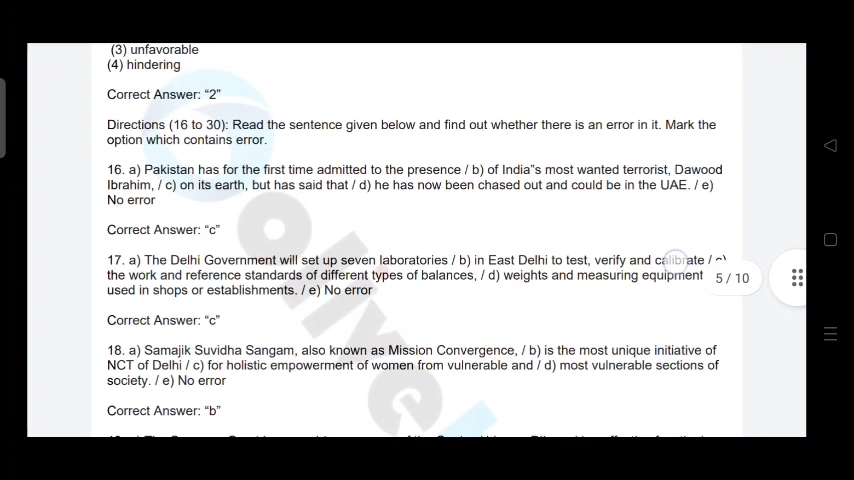 (3) unfavorable
(4) hindering
Correct Answer: “2”
Directions (16 to 30): Read the sentence given below and find out whether there is an error in it. Mark the
option which contains error.
16. a) Pakistan has for the first time admitted to the presence / b) of India"s most wanted terrorist, Dawood
Ibrahim, / c) on its earth, but has said that / d) he has now been chased out and could be in the UAE. / e)
No error
Correct Answer: “c”
17. a) The Delhi Government will set up seven laboratories / b) in East Delhi to test, verify and calibrate /
the work and reference standards of different types of balances, / d) weights and measuring equipment
used in shops or establishments. / e) No error
5 / 10
Correct Answer: “c”
18. a) Samajik Suvidha Sangam, also known as Mission Convergence, / b) is the most unique initiative of
NCT of Delhi / c) for holistic empowerment of women from vulnerable and / d) most vulnerable sections of
society. / e) No error
Correct Answer: “b”